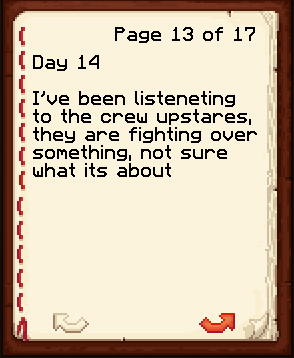 Page 13 of 17
Day 14
I've been listeneting
to the crew upstares,
they are fighting over
something, not sure
what its about